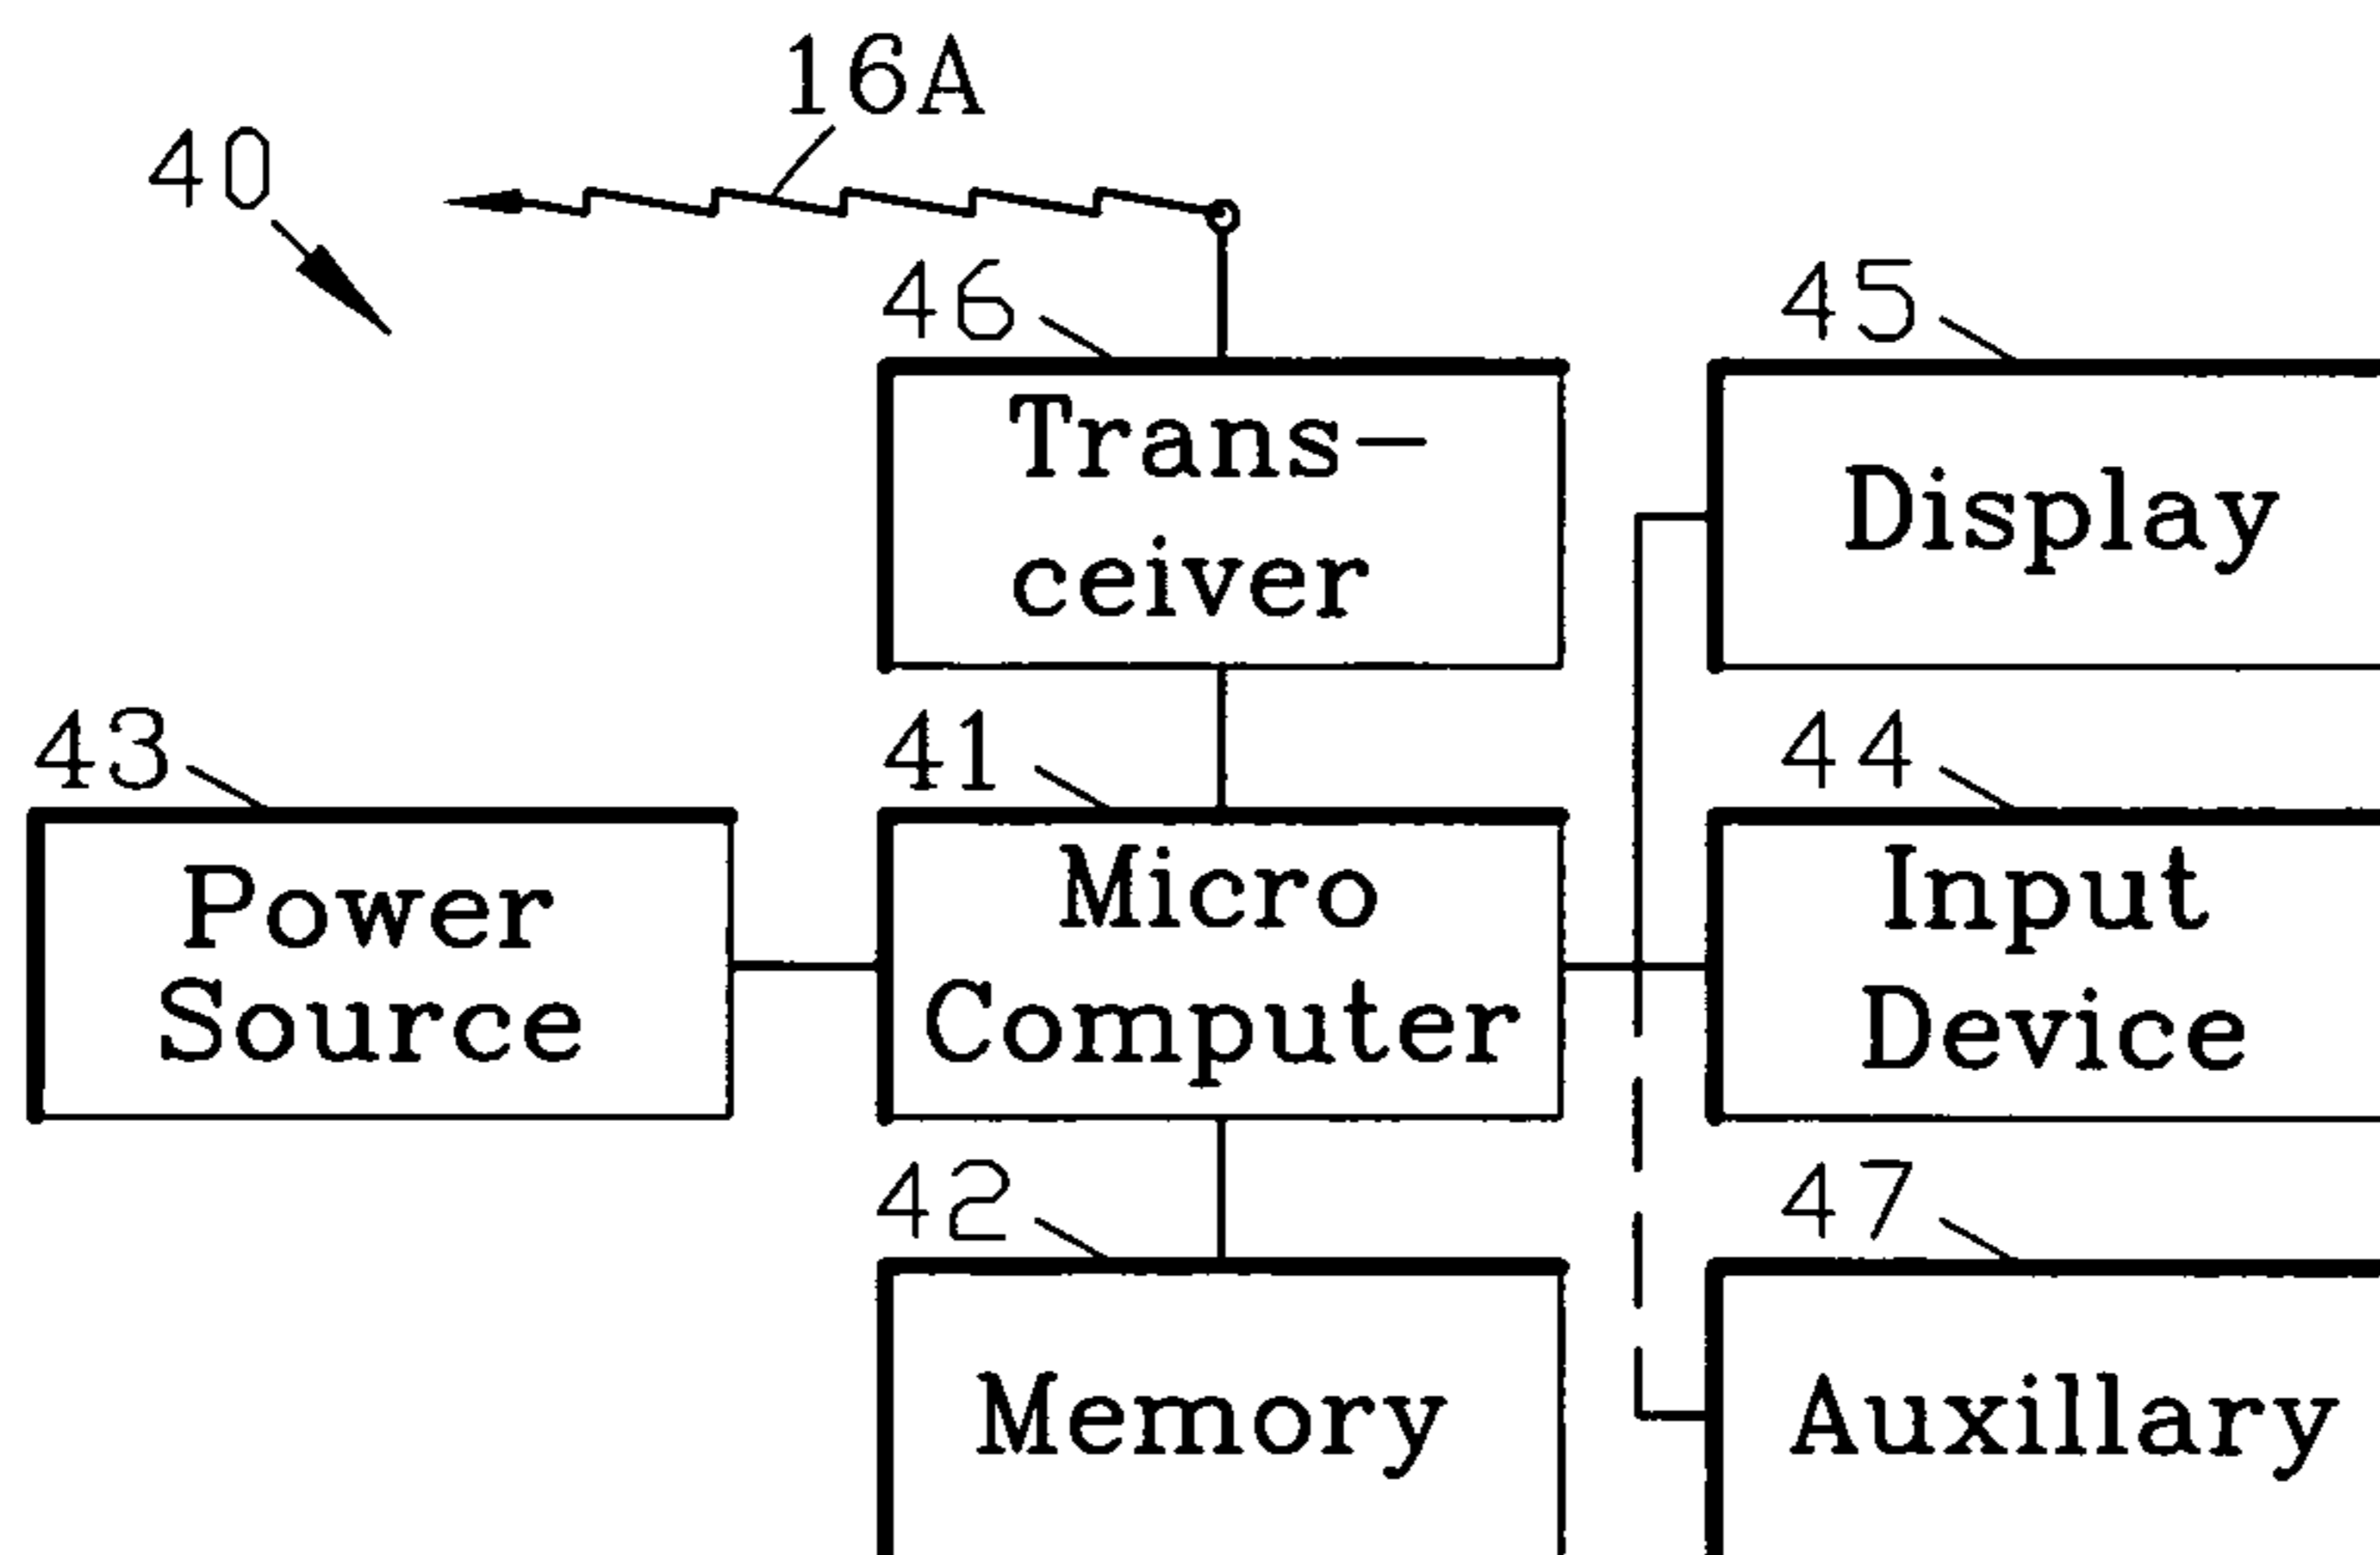 16A
40
46
45
Trans-
ceiver
Display
43
41
44
Power
Source
Micro
Computer
Input
Device
42
47
Memory
Auxillary